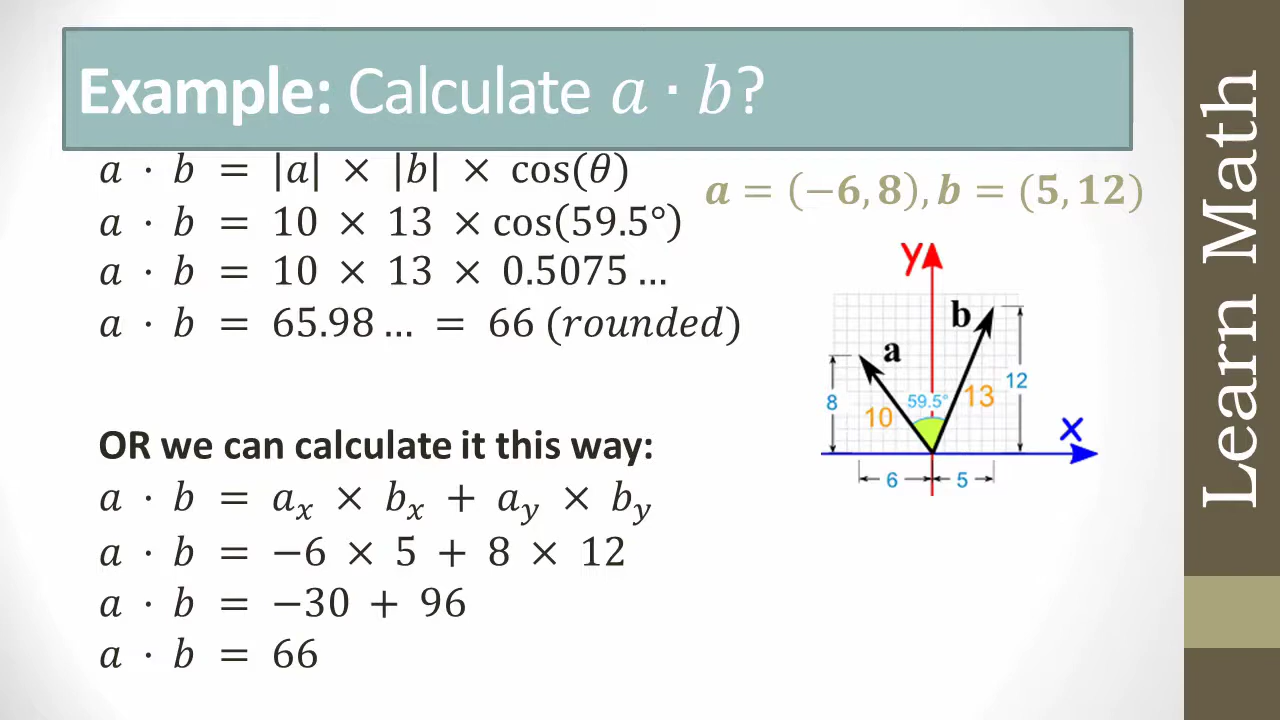 Example: Calculate a · b?
a · b = |a| × |b| × cos(θ)
a · b = 10 × 13 × cos(59.5°)
a · b = 10 × 13 × 0.5075 ...
a · b = 65.98 ... = 66 (rounded)
OR we can calculate it this way:
a · b = aₓ × bₓ + a_y × b_y
a · b = −6 × 5 + 8 × 12
a · b = −30 + 96
a · b = 66
a = (−6, 8), b = (5, 12)
y
b
a
8
10
59.5°
13
12
x
6
5
Learn Math